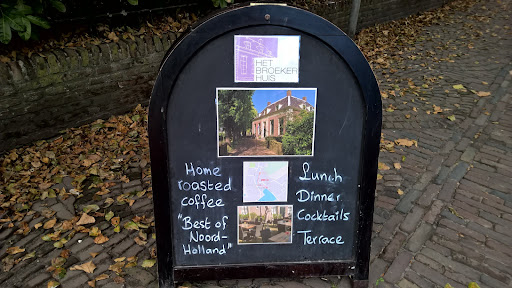 HET
BROEKER
HUIS
Home
roasted
coffee
"Best of
Noord-
Holland"
Lunch
Dinner
Cocktails
Terrace